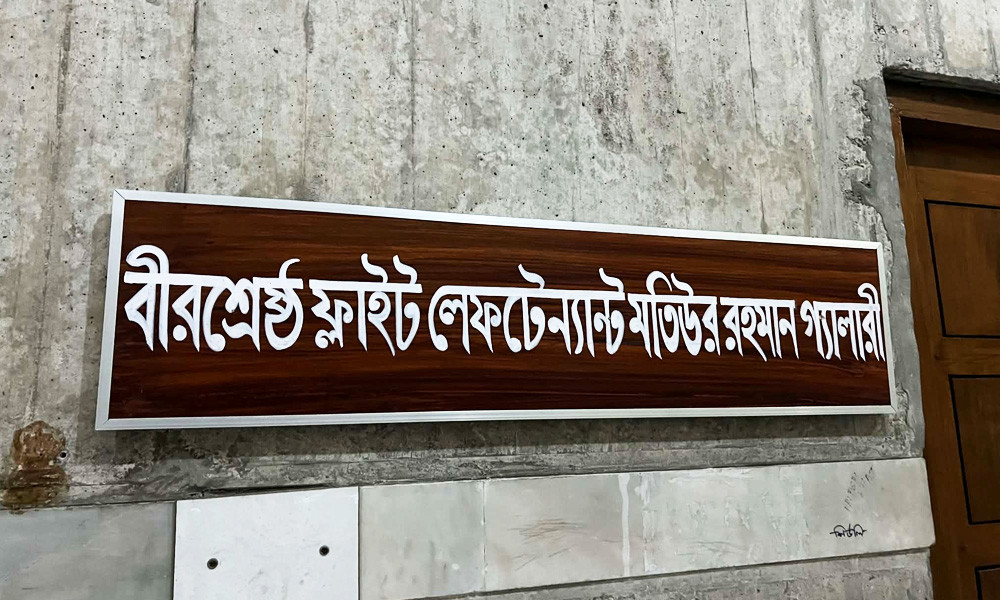 বীরশ্রেষ্ঠ ফ্লাইট লেফটেন্যান্ট মতিউর রহমান গ্যালারী